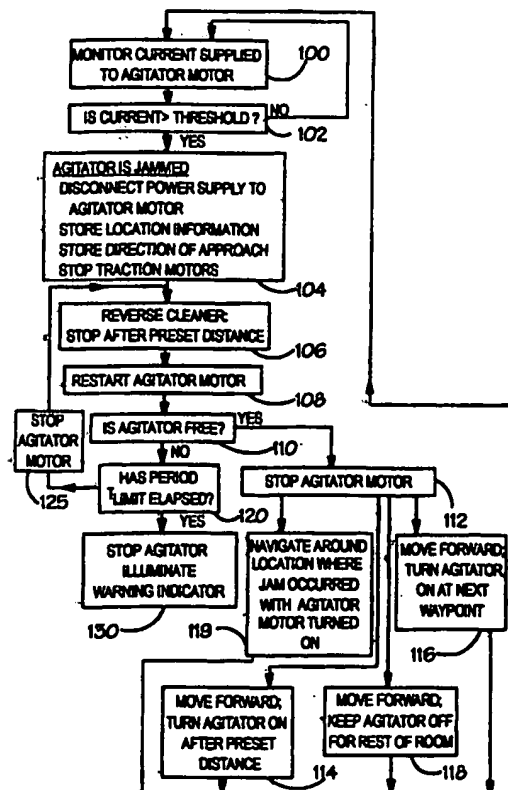 MONITOR CURRENT SUPPLIED
TO AGITATOR MOTOR
100
IS CURRENT> THRESHOLD ?
NO
102
YES
AGITATOR IS JAMMED
DISCONNECT POWER SUPPLY TO
AGITATOR MOTOR
STORE LOCATION INFORMATION
STORE DIRECTION OF APPROACH
STOP TRACTION MOTORS
104
REVERSE CLEANER;
STOP AFTER PRESET DISTANCE
106
RESTART AGITATOR MOTOR
108
IS AGITATOR FREE?
YES
110
NO
STOP
AGITATOR
MOTOR
125
HAS PERIOD
TLIMIT ELAPSED?
120
YES
STOP AGITATOR MOTOR
112
STOP AGITATOR
ILLUMINATE
WARNING INDICATOR
130
NAVIGATE AROUND
LOCATION WHERE
JAM OCCURRED
WITH AGITATOR
MOTOR TURNED
ON
119
MOVE FORWARD;
TURN AGITATOR
ON AT NEXT
WAYPOINT
116
MOVE FORWARD;
TURN AGITATOR ON
AFTER PRESET
DISTANCE
114
MOVE FORWARD;
KEEP AGITATOR OFF
FOR REST OF ROOM
118